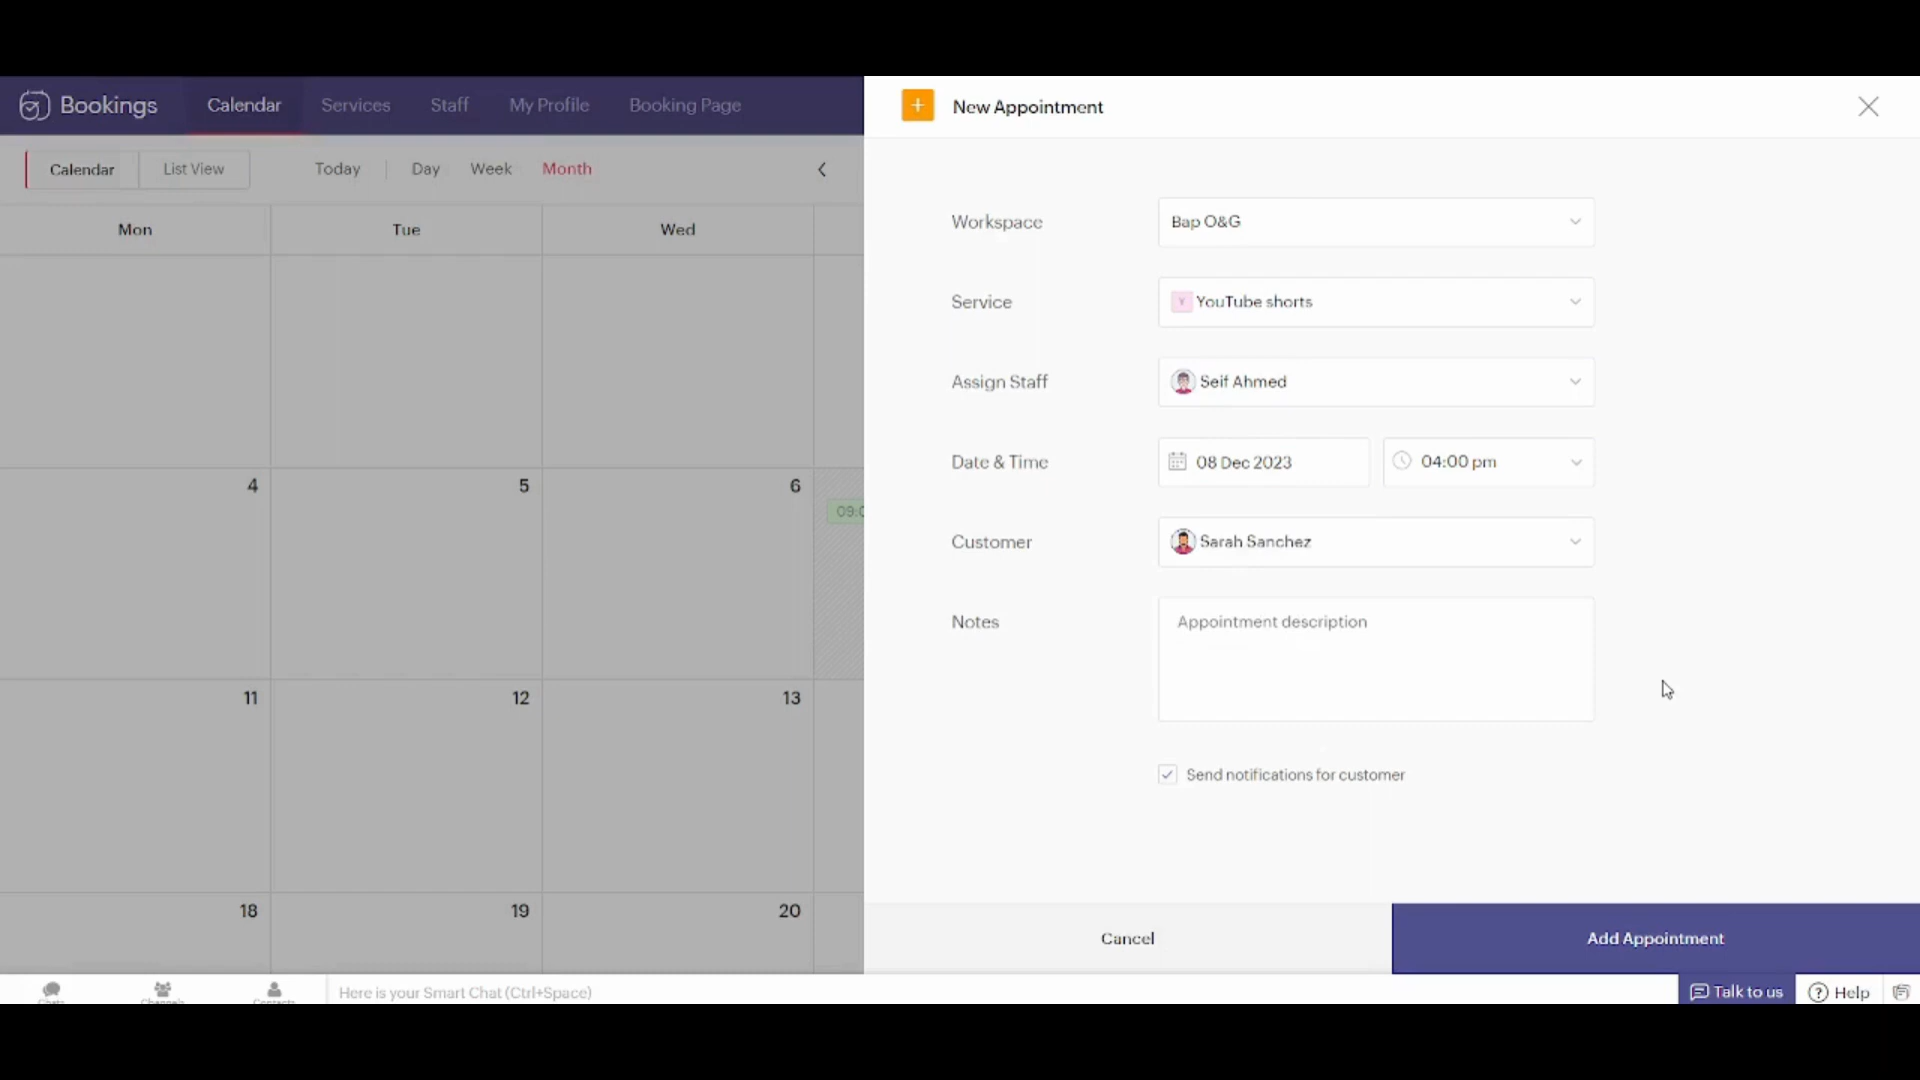 Bookings
Calendar
Services
Staff
My Profile
Booking Page
Calendar
List View
Today
Day
Week
Month
Mon
Tue
Wed
4
5
6
11
12
13
18
19
20
+ New Appointment
Workspace
Bap O&G
Service
Y YouTube shorts
Assign Staff
Seif Ahmed
Date & Time
08 Dec 2023
04:00 pm
Customer
Sarah Sanchez
Notes
Appointment description
Send notifications for customer
Cancel
Add Appointment
Chats
Channels
Contacts
Here is your Smart Chat (Ctrl+Space)
Talk to us
? Help